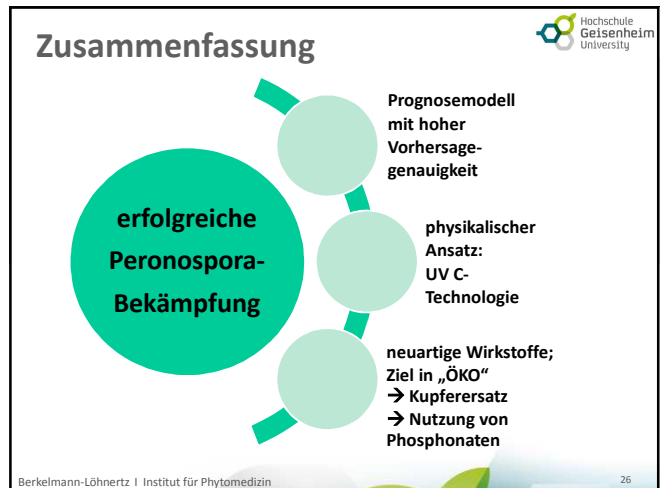 Zusammenfassung
Hochschule
Geisenheim
University
Prognosemodell
mit hoher
Vorhersage-
genauigkeit
erfolgreiche
Peronospora-
Bekämpfung
physikalischer
Ansatz:
UV C-
Technologie
neuartige Wirkstoffe;
Ziel in „ÖKO“
→ Kupferersatz
→ Nutzung von
Phosphonaten
Berkelmann-Löhnertz I Institut für Phytomedizin
26